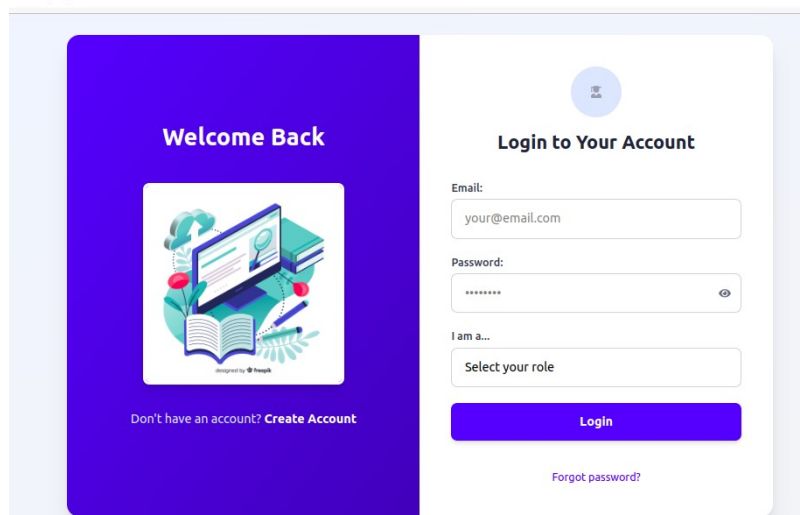 Welcome Back
designed by freepik
Don't have an account? Create Account
Login to Your Account
Email:
your@email.com
Password:
••••••••
I am a...
Select your role
Login
Forgot password?